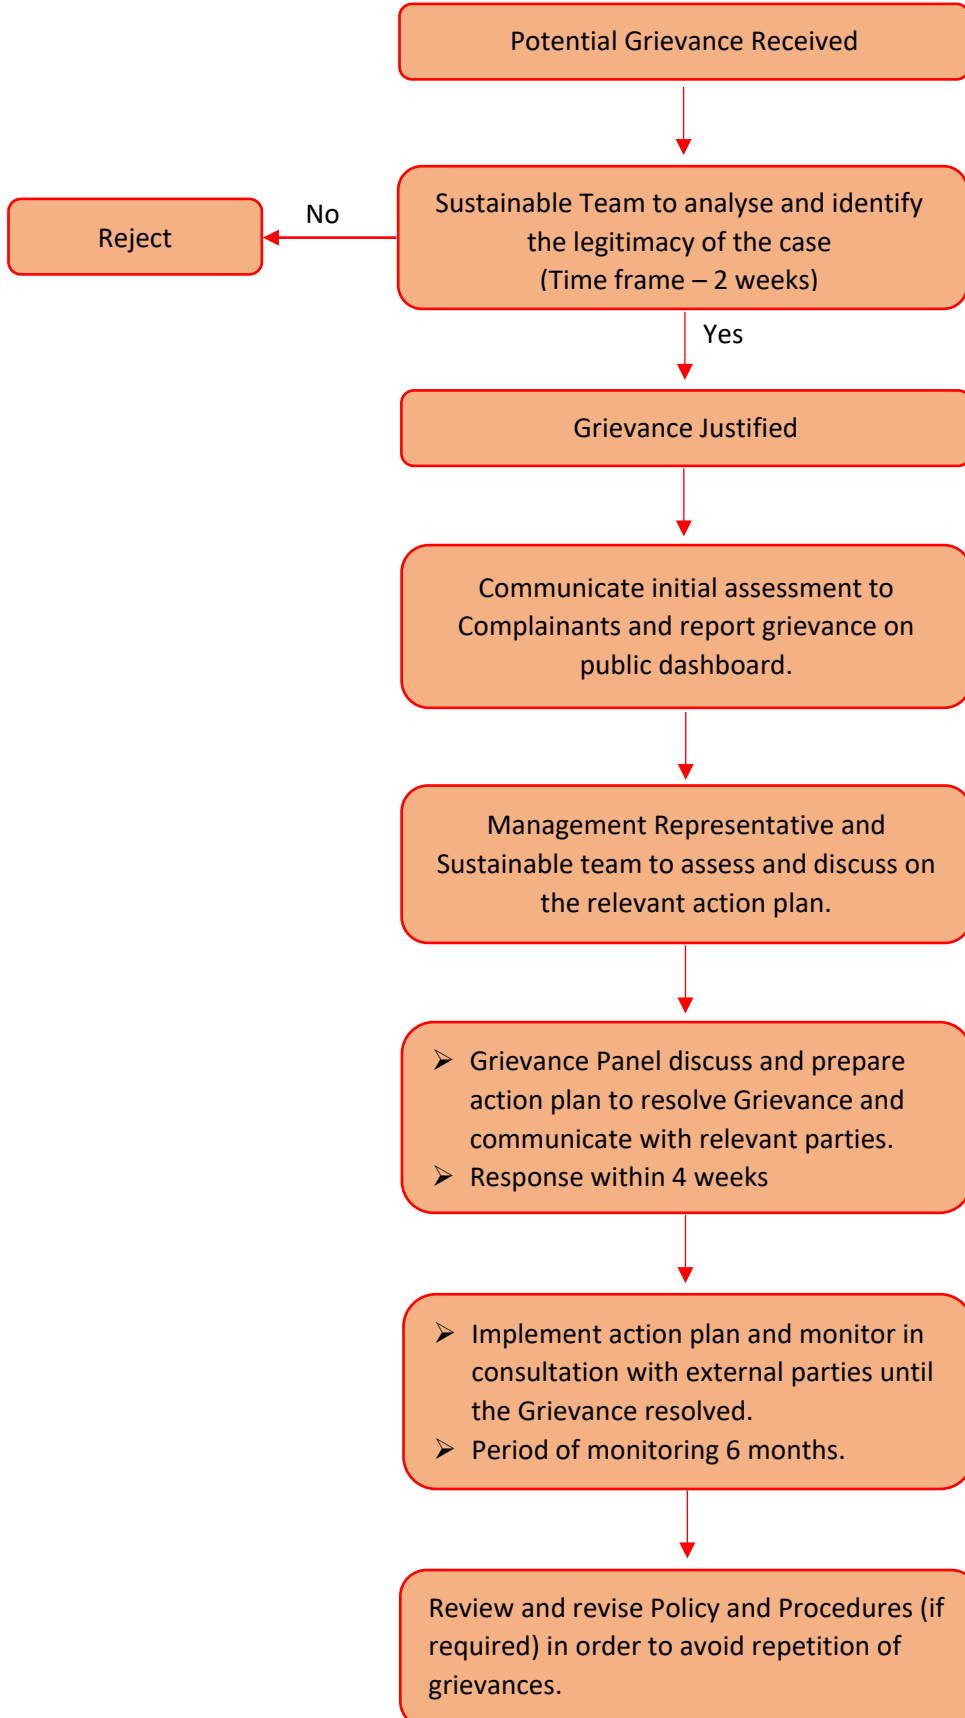 Potential Grievance Received
Sustainable Team to analyse and identify
the legitimacy of the case
(Time frame – 2 weeks)
No
Reject
Yes
Grievance Justified
Communicate initial assessment to
Complainants and report grievance on
public dashboard.
Management Representative and
Sustainable team to assess and discuss on
the relevant action plan.
➢ Grievance Panel discuss and prepare
action plan to resolve Grievance and
communicate with relevant parties.
➢ Response within 4 weeks
➢ Implement action plan and monitor in
consultation with external parties until
the Grievance resolved.
➢ Period of monitoring 6 months.
Review and revise Policy and Procedures (if
required) in order to avoid repetition of
grievances.